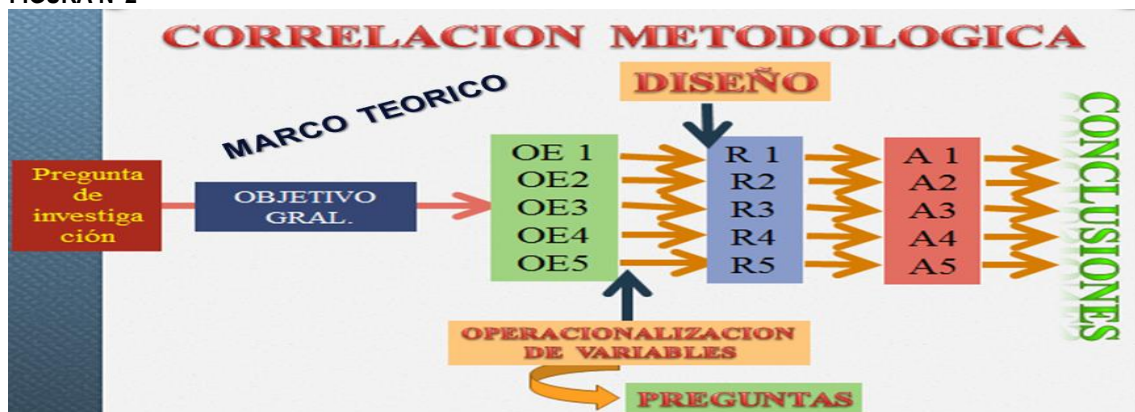 CORRELACION METODOLOGICA
MARCO TEORICO
DISEÑO
Pregunta
de
investiga
ción
OBJETIVO
GRAL.
OE 1
OE2
OE3
OE4
OE5
R 1
R2
R3
R4
R5
A 1
A2
A3
A4
A5
CONCLUSIONES
OPERACIONALIZACION
DE VARIABLES
PREGUNTAS